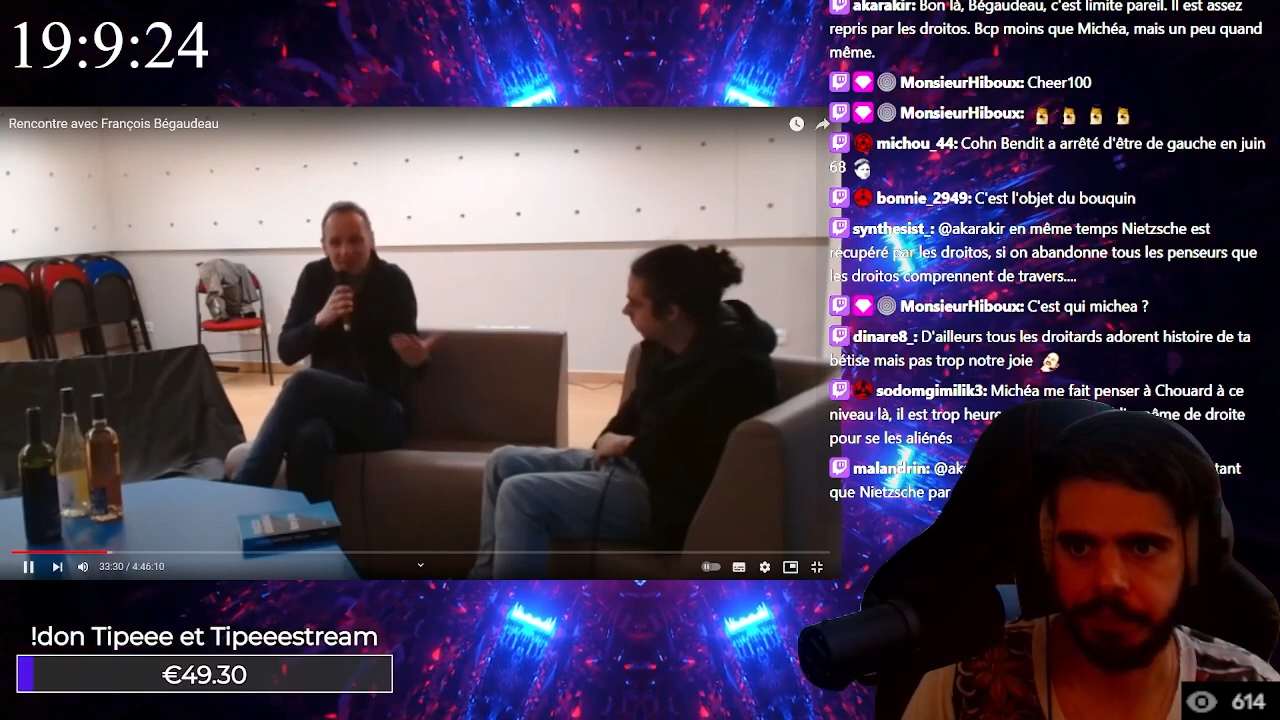 19:9:24
Rencontre avec François Bégaudeau
33:30 / 4:46:10
!don Tipeee et Tipeeestream
€49.30
akarakir: Bon là, Bégaudeau, c'est limite pareil. Il est assez
repris par les droitos. Bcp moins que Michéa, mais un peu quand
même.
MonsieurHiboux: Cheer100
MonsieurHiboux:
michou_44: Cohn Bendit a arrêté d'être de gauche en juin
68
bonnie_2949: C'est l'objet du bouquin
synthesist_: @akarakir en même temps Nietzsche est
recupéré par les droitos, si on abandonne tous les penseurs que
les droitos comprennent de travers....
MonsieurHiboux: C'est qui michea ?
dinare8_: D'ailleurs tous les droitards adorent histoire de ta
bétise mais pas trop notre joie
sodomgimilik3: Michéa me fait penser à Chouard à ce
niveau là, il est trop heure de droite
pour se les aliénés
malandrin: tant
que Nietzsche par
614